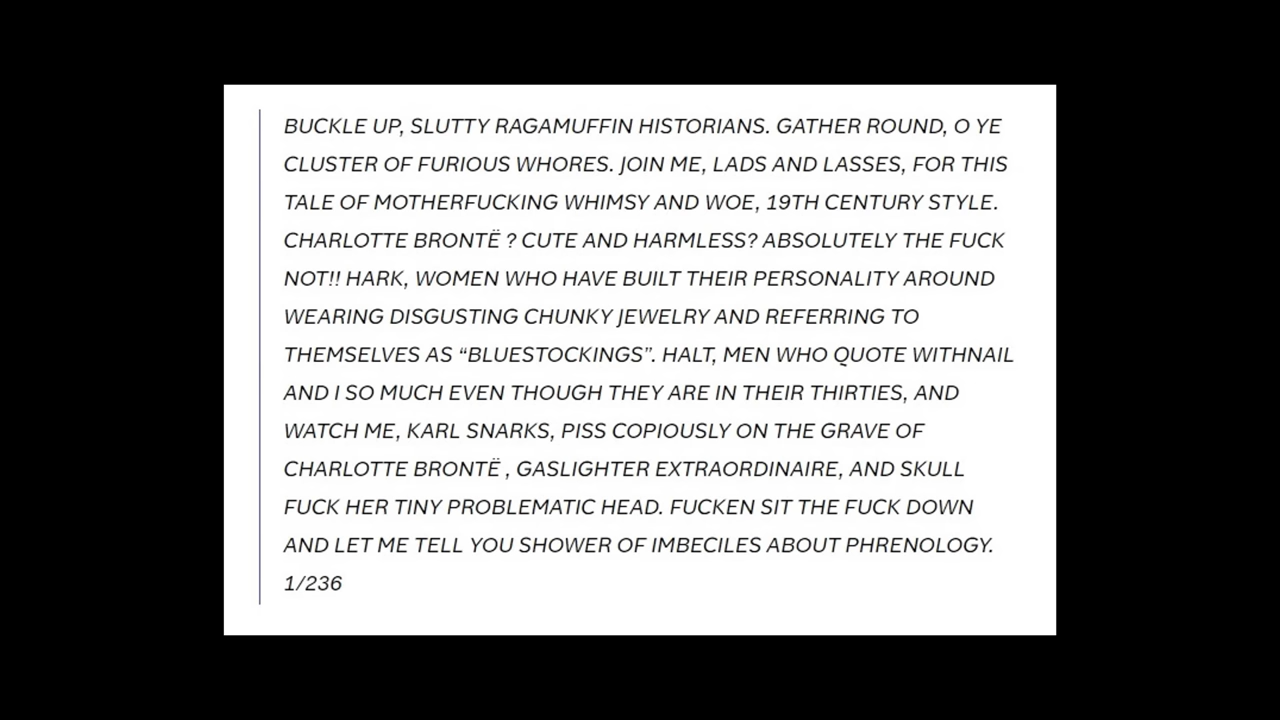 BUCKLE UP, SLUTTY RAGAMUFFIN HISTORIANS. GATHER ROUND, O YE
CLUSTER OF FURIOUS WHORES. JOIN ME, LADS AND LASSES, FOR THIS
TALE OF MOTHERFUCKING WHIMSY AND WOE, 19TH CENTURY STYLE.
CHARLOTTE BRONTË ? CUTE AND HARMLESS? ABSOLUTELY THE FUCK
NOT!! HARK, WOMEN WHO HAVE BUILT THEIR PERSONALITY AROUND
WEARING DISGUSTING CHUNKY JEWELRY AND REFERRING TO
THEMSELVES AS “BLUESTOCKINGS”. HALT, MEN WHO QUOTE WITHNAIL
AND I SO MUCH EVEN THOUGH THEY ARE IN THEIR THIRTIES, AND
WATCH ME, KARL SNARKS, PISS COPIOUSLY ON THE GRAVE OF
CHARLOTTE BRONTË , GASLIGHTER EXTRAORDINAIRE, AND SKULL
FUCK HER TINY PROBLEMATIC HEAD. FUCKEN SIT THE FUCK DOWN
AND LET ME TELL YOU SHOWER OF IMBECILES ABOUT PHRENOLOGY.
1/236